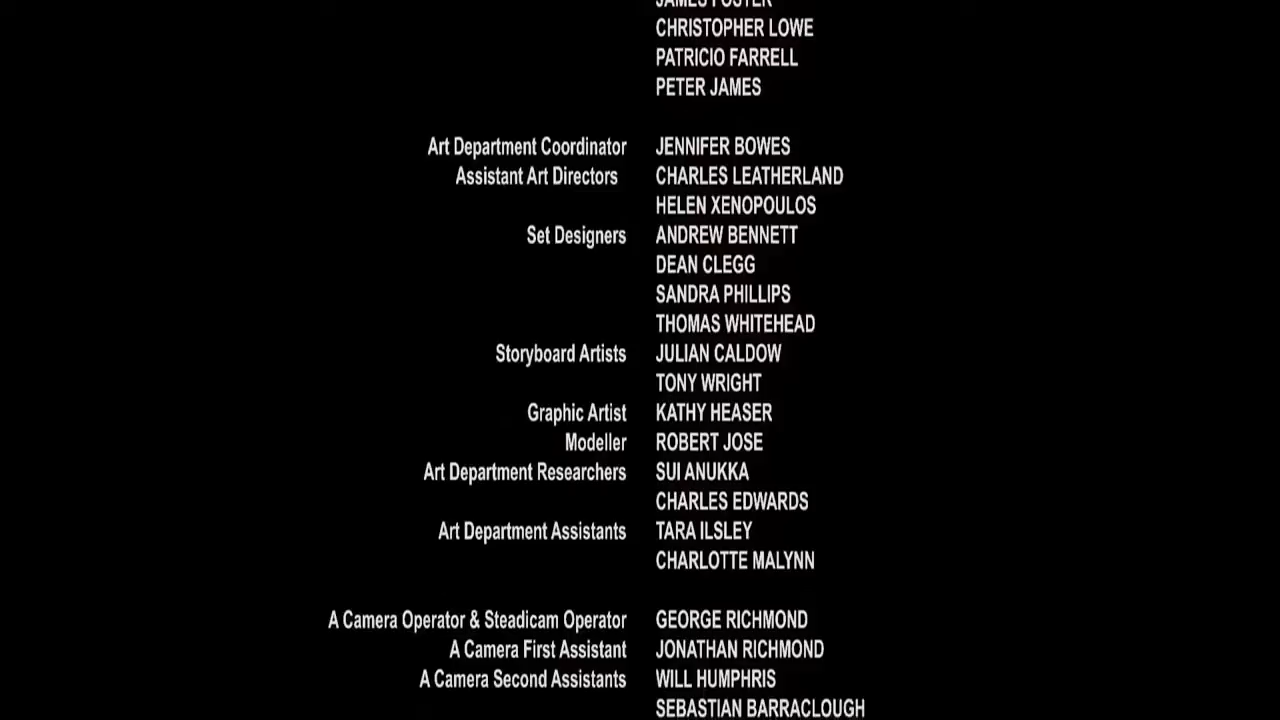 JAMES FOSTER
CHRISTOPHER LOWE
PATRICIO FARRELL
PETER JAMES
Art Department Coordinator JENNIFER BOWES
Assistant Art Directors CHARLES LEATHERLAND
HELEN XENOPOULOS
Set Designers ANDREW BENNETT
DEAN CLEGG
SANDRA PHILLIPS
THOMAS WHITEHEAD
Storyboard Artists JULIAN CALDOW
TONY WRIGHT
Graphic Artist KATHY HEASER
Modeller ROBERT JOSE
Art Department Researchers SUI ANUKKA
CHARLES EDWARDS
Art Department Assistants TARA ILSLEY
CHARLOTTE MALYNN
A Camera Operator & Steadicam Operator GEORGE RICHMOND
A Camera First Assistant JONATHAN RICHMOND
A Camera Second Assistants WILL HUMPHRIS
SEBASTIAN BARRACLOUGH